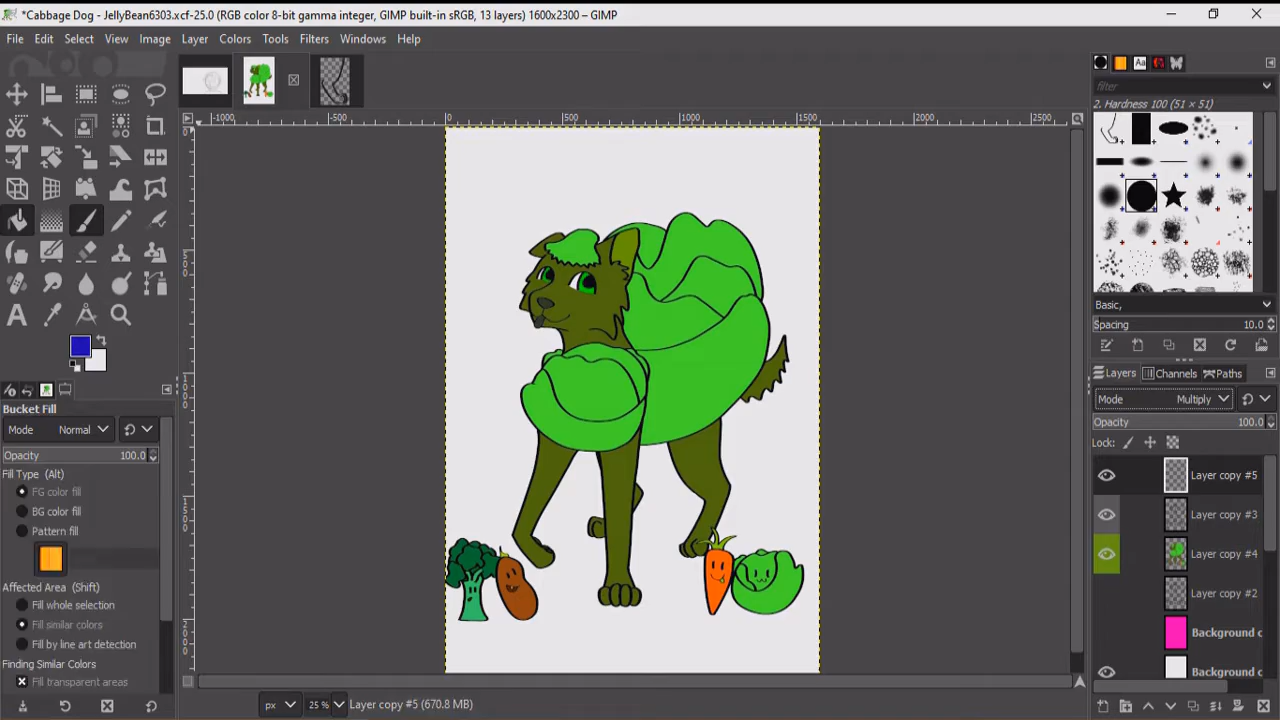 *Cabbage Dog - JellyBean6303.xcf-25.0 (RGB color 8-bit gamma integer, GIMP built-in sRGB, 13 layers) 1600x2300 – GIMP
File Edit Select View Image Layer Colors Tools Filters Windows Help
filter
2. Hardness 100 (51 × 51)
-1000 -500 0 500 1000 1500 2000 2500
0
500
1000
1500
2000
Aa
Basic,
Spacing 10.0
Layers Channels Paths
Mode Multiply
Opacity 100.0
Lock:
Layer copy #5
Layer copy #3
Layer copy #4
Layer copy #2
Background c
Background c
Bucket Fill
Mode Normal
Opacity 100.0
Fill Type (Alt)
FG color fill
BG color fill
Pattern fill
Affected Area (Shift)
Fill whole selection
Fill similar colors
Fill by line art detection
Finding Similar Colors
Fill transparent areas
px 25 % Layer copy #5 (670.8 MB)